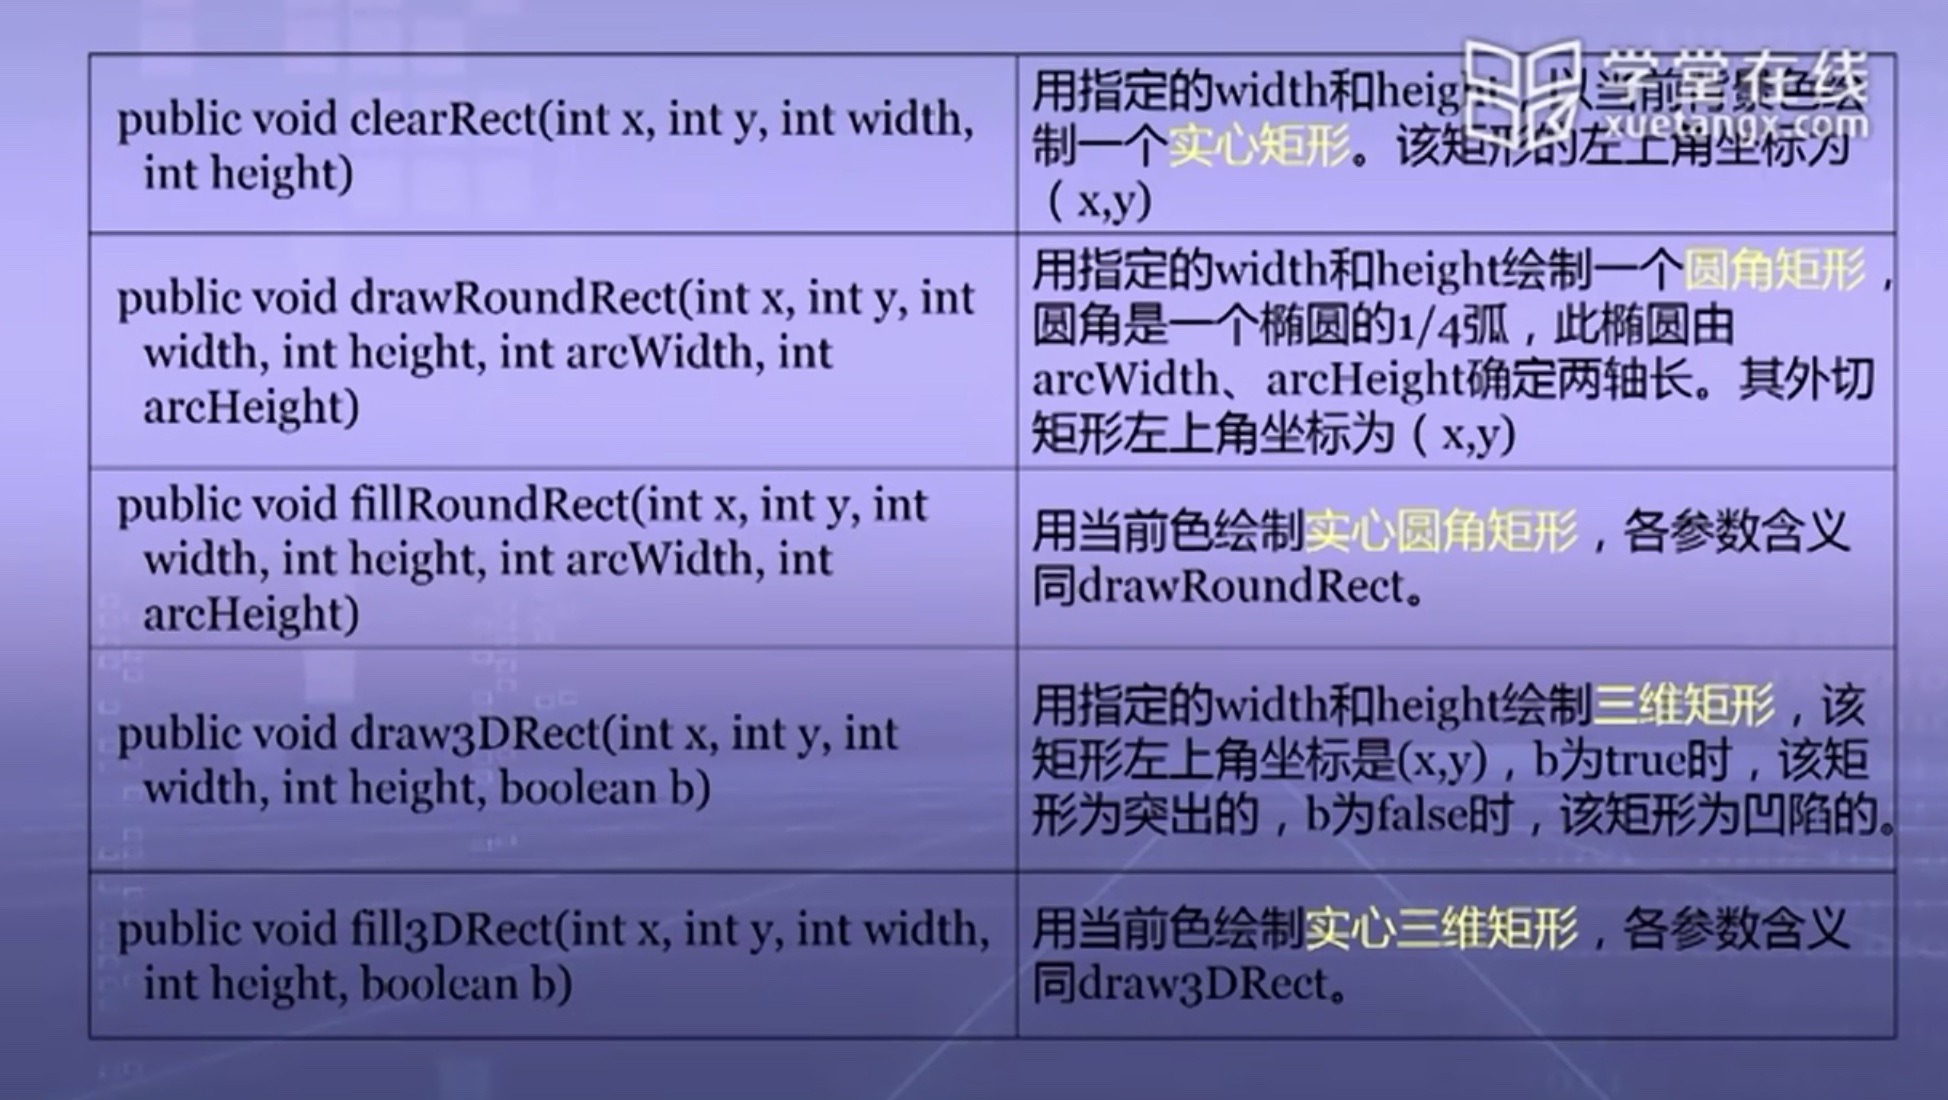 学堂在线
xuetangx.com
public void clearRect(int x, int y, int width,
int height)
用指定的width和height，以当前背景色绘
制一个实心矩形。该矩形的左上角坐标为
（x,y)
public void drawRoundRect(int x, int y, int
width, int height, int arcWidth, int
arcHeight)
用指定的width和height绘制一个圆角矩形，
圆角是一个椭圆的1/4弧，此椭圆由
arcWidth、arcHeight确定两轴长。其外切
矩形左上角坐标为（x,y)
public void fillRoundRect(int x, int y, int
width, int height, int arcWidth, int
arcHeight)
用当前色绘制实心圆角矩形，各参数含义
同drawRoundRect。
public void draw3DRect(int x, int y, int
width, int height, boolean b)
用指定的width和height绘制三维矩形，该
矩形左上角坐标是(x,y)，b为true时，该矩
形为突出的，b为false时，该矩形为凹陷的。
public void fill3DRect(int x, int y, int width,
int height, boolean b)
用当前色绘制实心三维矩形，各参数含义
同draw3DRect。